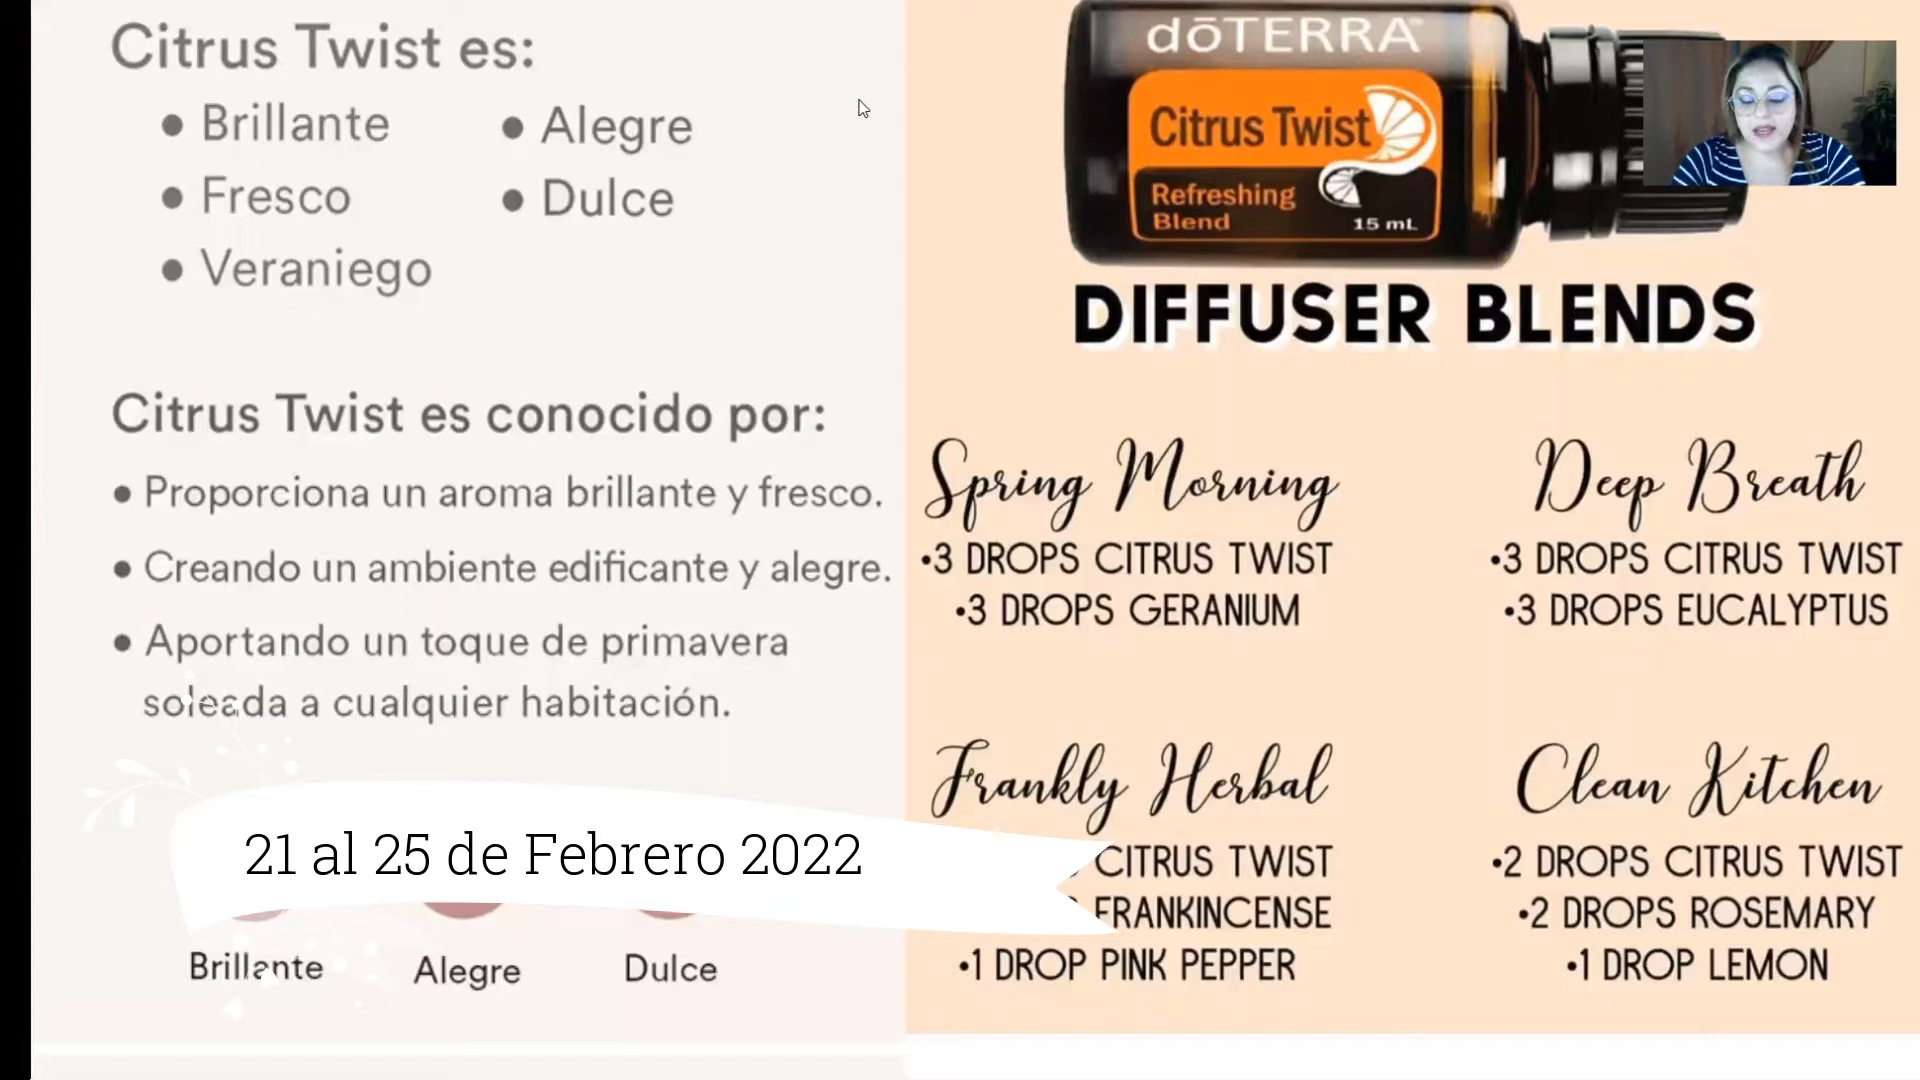 Citrus Twist es:
• Brillante
• Fresco
• Veraniego
• Alegre
• Dulce
Citrus Twist es conocido por:
• Proporciona un aroma brillante y fresco.
• Creando un ambiente edificante y alegre.
• Aportando un toque de primavera
soleada a cualquier habitación.
21 al 25 de Febrero 2022
Brillante
Alegre
Dulce
dōTERRA
Citrus Twist
Refreshing
Blend
15 mL
DIFFUSER BLENDS
Spring Morning
•3 DROPS CITRUS TWIST
•3 DROPS GERANIUM
Deep Breath
•3 DROPS CITRUS TWIST
•3 DROPS EUCALYPTUS
Frankly Herbal
CITRUS TWIST
FRANKINCENSE
•1 DROP PINK PEPPER
Clean Kitchen
•2 DROPS CITRUS TWIST
•2 DROPS ROSEMARY
•1 DROP LEMON